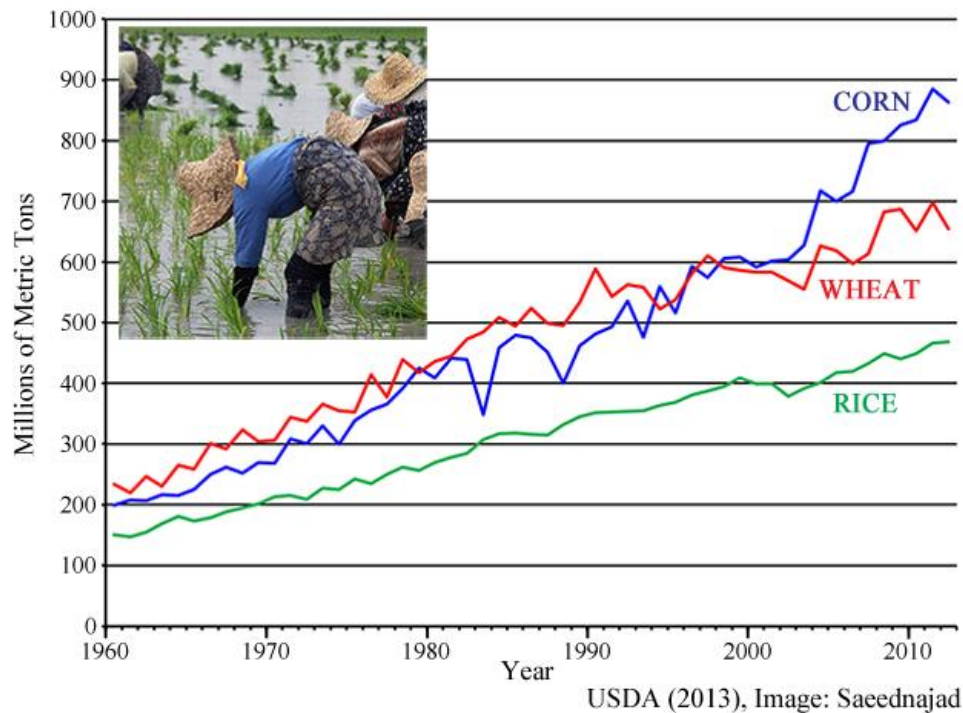 Millions of Metric Tons
1000
900
800
700
600
500
400
300
200
100
0
CORN
WHEAT
RICE
1960 1970 1980 1990 2000 2010
Year
USDA (2013), Image: Saeednajad